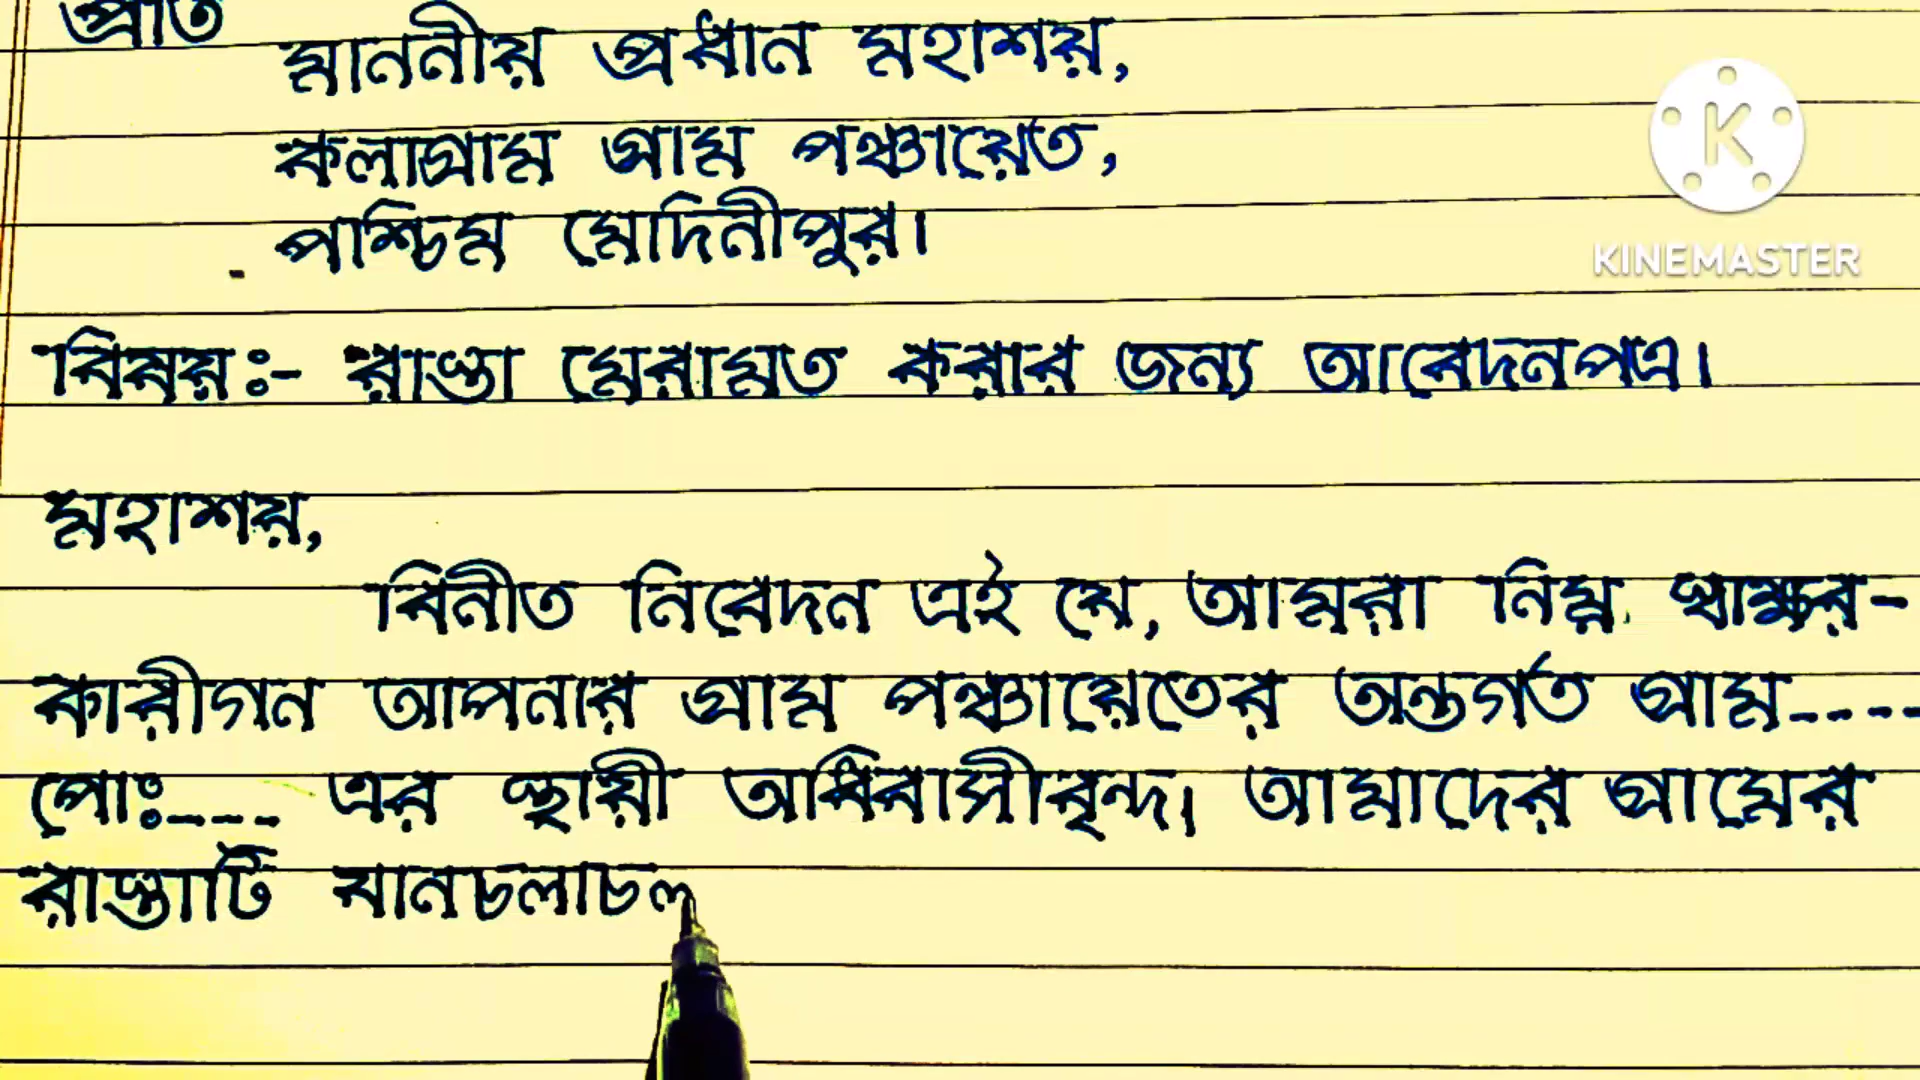 প্রতি
মাননীয় প্রধান মহাশয়,
কলাগ্রাম গ্রাম পঞ্চায়েত,
পশ্চিম মেদিনীপুর।
KINEMASTER
বিষয়ঃ- রাস্তা মেরামত করার জন্য আবেদনপত্র।
মহাশয়,
বিনীত নিবেদন এই যে, আমরা নিম্ন স্বাক্ষর-
কারীগন আপনার গ্রাম পঞ্চায়েতের অন্তর্গত গ্রাম----
পোঃ---- এর স্থায়ী অধিবাসীবৃন্দ। আমাদের গ্রামের
রাস্তাটি যানচলাচল